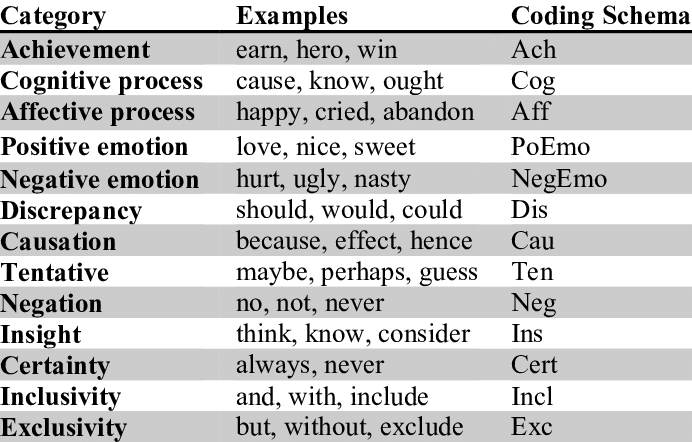 Category Examples Coding Schema
Achievement earn, hero, win Ach
Cognitive process cause, know, ought Cog
Affective process happy, cried, abandon Aff
Positive emotion love, nice, sweet PoEmo
Negative emotion hurt, ugly, nasty NegEmo
Discrepancy should, would, could Dis
Causation because, effect, hence Cau
Tentative maybe, perhaps, guess Ten
Negation no, not, never Neg
Insight think, know, consider Ins
Certainty always, never Cert
Inclusivity and, with, include Incl
Exclusivity but, without, exclude Exc